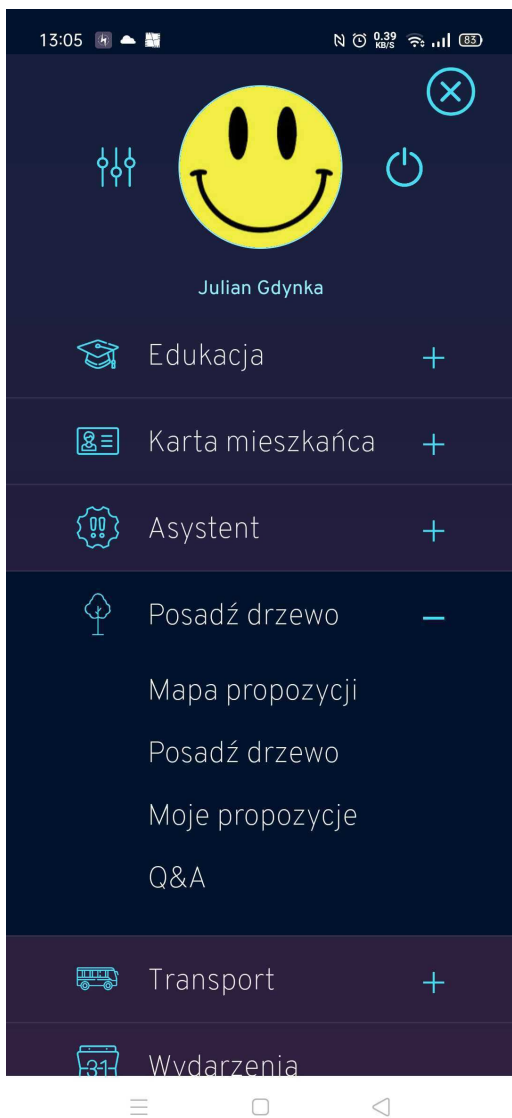 13:05 0.39 KB/S 83
Julian Gdynka
Edukacja
Karta mieszkańca
Asystent
Posadź drzewo
Mapa propozycji
Posadź drzewo
Moje propozycje
Q&A
Transport
31 Wydarzenia